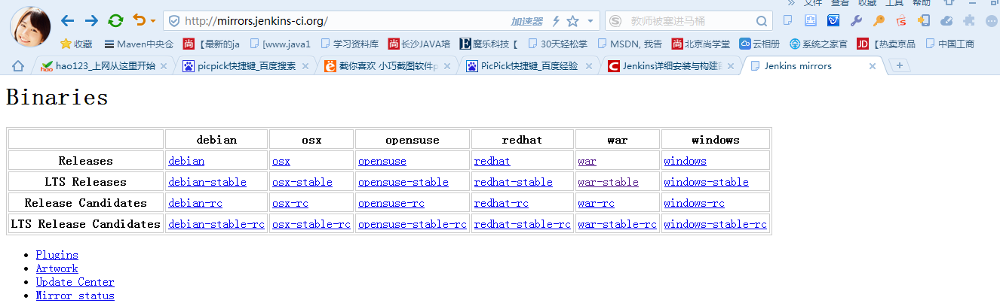 文件 查看 收藏 工具 帮助
http://mirrors.jenkins-ci.org/ 加速器 教师被塞进马桶
收藏 Maven中央仓 【最新的ja [www.java1 学习资料库 长沙JAVA培 魔乐科技【 30天轻松掌 MSDN, 我告 北京尚学堂 云相册 系统之家官 【热卖京品 中国工商
hao123_上网从这里开始 picpick快捷键_百度搜索 截你喜欢 小巧截图软件p PicPick快捷键_百度经验 Jenkins详细安装与构建 Jenkins mirrors
Binaries
debian osx opensuse redhat war windows
Releases debian osx opensuse redhat war windows
LTS Releases debian-stable osx-stable opensuse-stable redhat-stable war-stable windows-stable
Release Candidates debian-rc osx-rc opensuse-rc redhat-rc war-rc windows-rc
LTS Release Candidates debian-stable-rc osx-stable-rc opensuse-stable-rc redhat-stable-rc war-stable-rc windows-stable-rc
Plugins
Artwork
Update Center
Mirror status